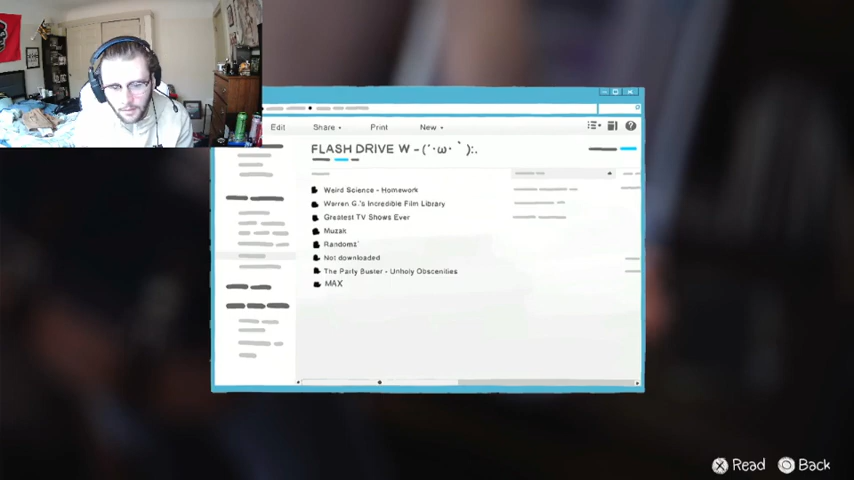 Edit Share Print New
FLASH DRIVE W - (´･ω･`):.
Weird Science - Homework
Warren G.'s Incredible Film Library
Greatest TV Shows Ever
Muzak
Randomz'
Not downloaded
The Party Buster - Unholy Obscenities
MAX
Read Back